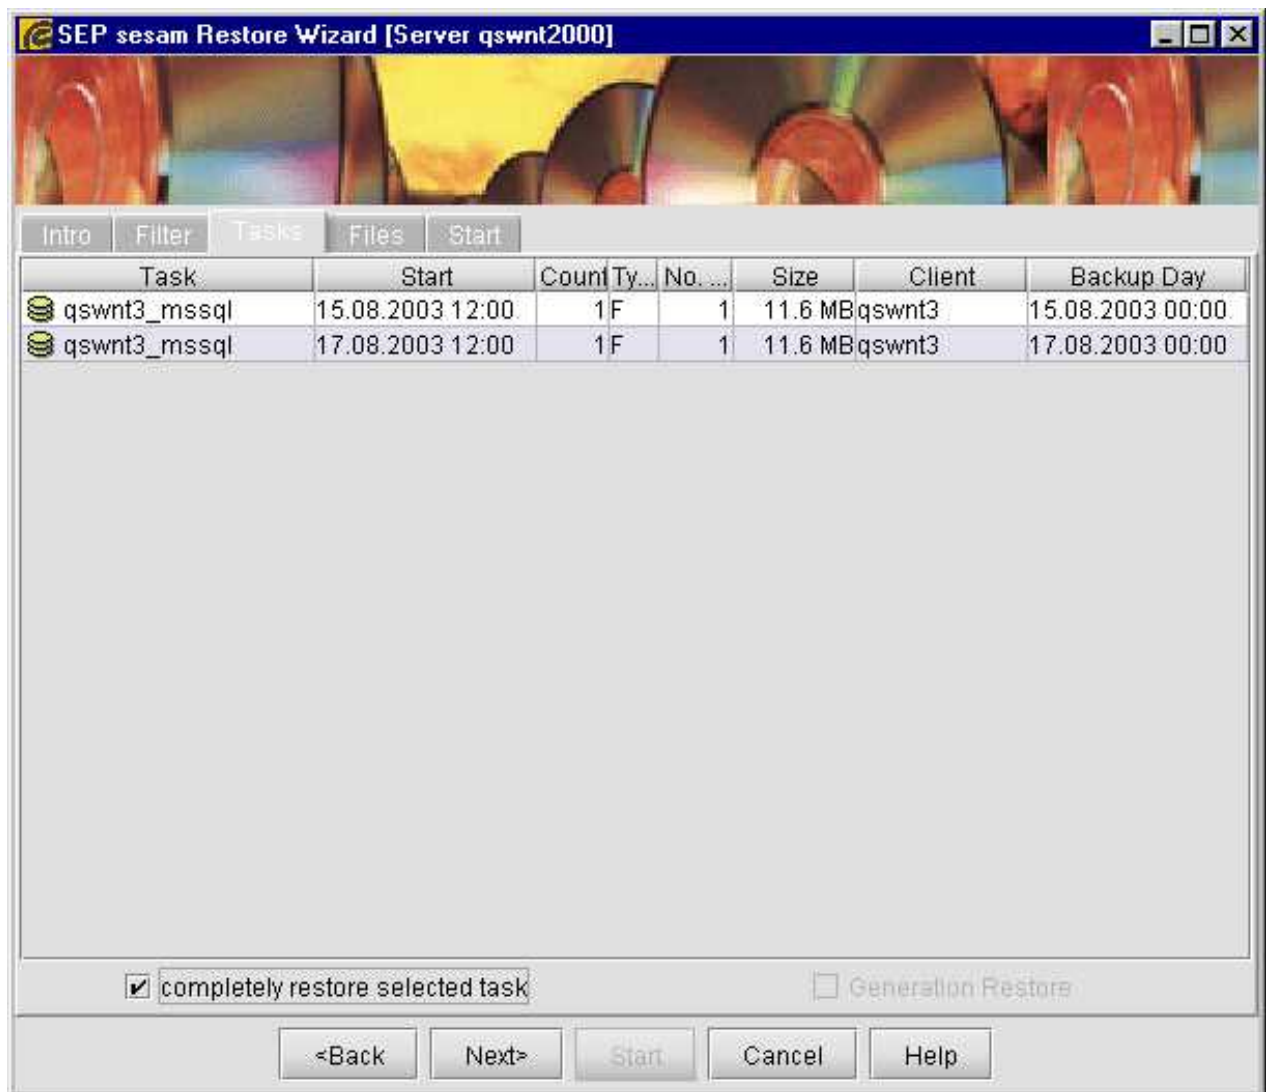 SEP sesam Restore Wizard [Server qswnt2000]
Intro Filter Tasks Files Start
Task Start Count Ty... No. ... Size Client Backup Day
qswnt3_mssql 15.08.2003 12:00 1 F 1 11.6 MB qswnt3 15.08.2003 00:00
qswnt3_mssql 17.08.2003 12:00 1 F 1 11.6 MB qswnt3 17.08.2003 00:00
completely restore selected task Generation Restore
<Back Next> Start Cancel Help